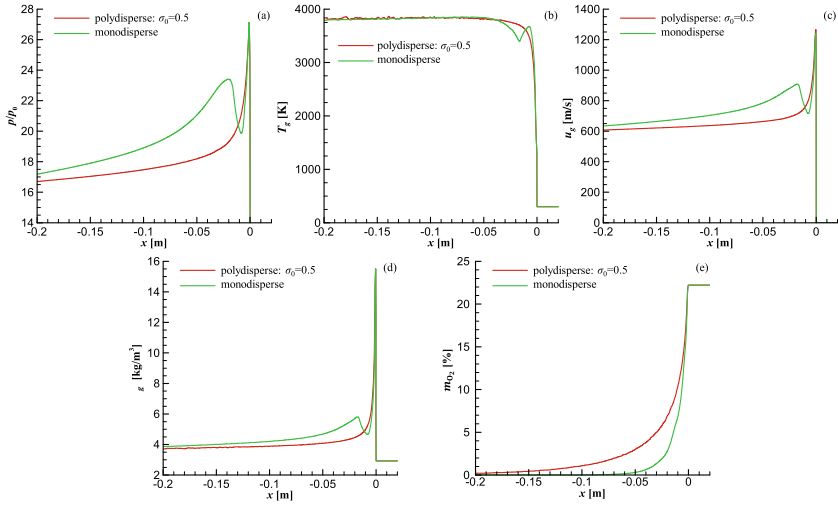 (a)
polydisperse: σ₀=0.5
monodisperse
p/p₀
28
26
24
22
20
18
16
14
-0.2 -0.15 -0.1 -0.05 0
x [m]
(b)
polydisperse: σ₀=0.5
monodisperse
T_g [K]
4000
3000
2000
1000
0
-0.2 -0.15 -0.1 -0.05 0
x [m]
(c)
polydisperse: σ₀=0.5
monodisperse
u_g [m/s]
1400
1200
1000
800
600
400
200
0
-0.2 -0.15 -0.1 -0.05 0
x [m]
(d)
polydisperse: σ₀=0.5
monodisperse
g [kg/m³]
16
14
12
10
8
6
4
2
-0.2 -0.15 -0.1 -0.05 0
x [m]
(e)
polydisperse: σ₀=0.5
monodisperse
m_O₂ [%]
25
20
15
10
5
0
-0.2 -0.15 -0.1 -0.05 0
x [m]